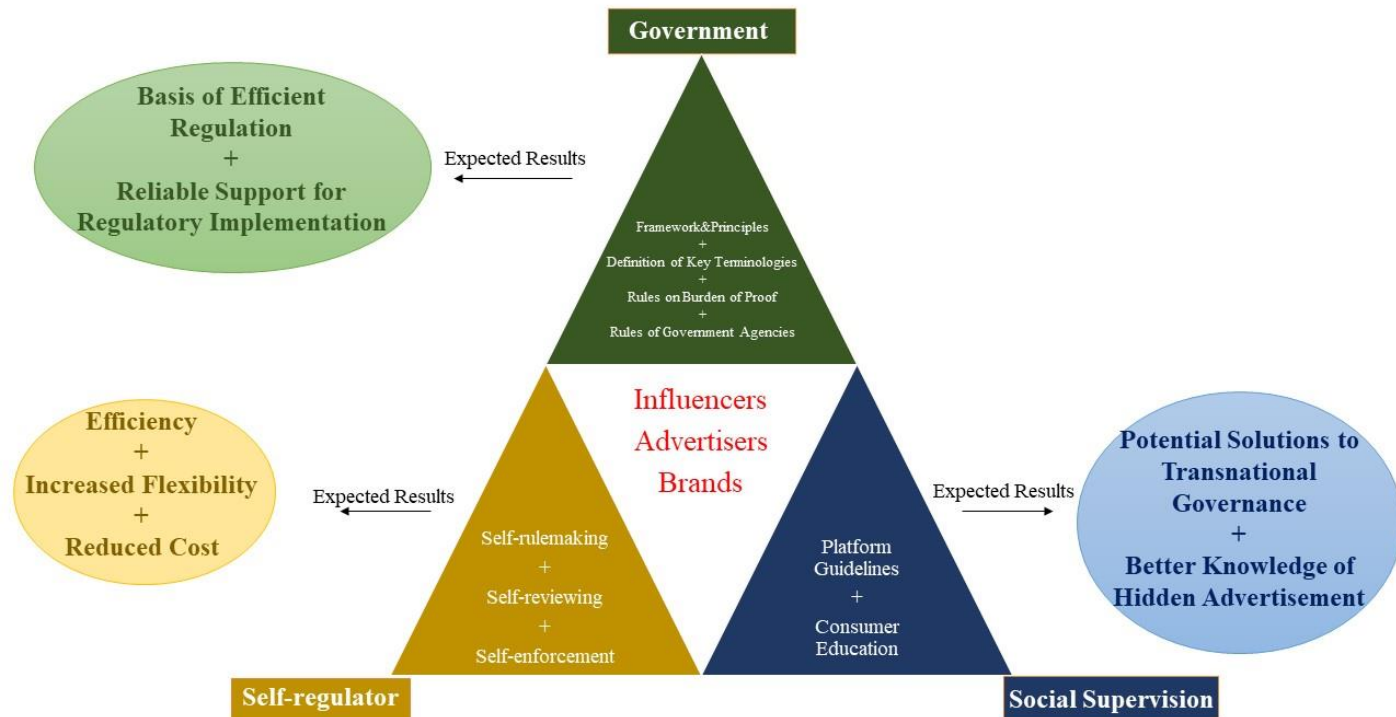 Government
Basis of Efficient
Regulation
+
Reliable Support for
Regulatory Implementation
Expected Results
Framework&Principles
+
Definition of Key Terminologies
+
Rules on Burden of Proof
+
Rules of Government Agencies
Influencers
Advertisers
Brands
Efficiency
+
Increased Flexibility
+
Reduced Cost
Expected Results
Self-rulemaking
+
Self-reviewing
+
Self-enforcement
Self-regulator
Platform
Guidelines
+
Consumer
Education
Expected Results
Potential Solutions to
Transnational
Governance
+
Better Knowledge of
Hidden Advertisement
Social Supervision